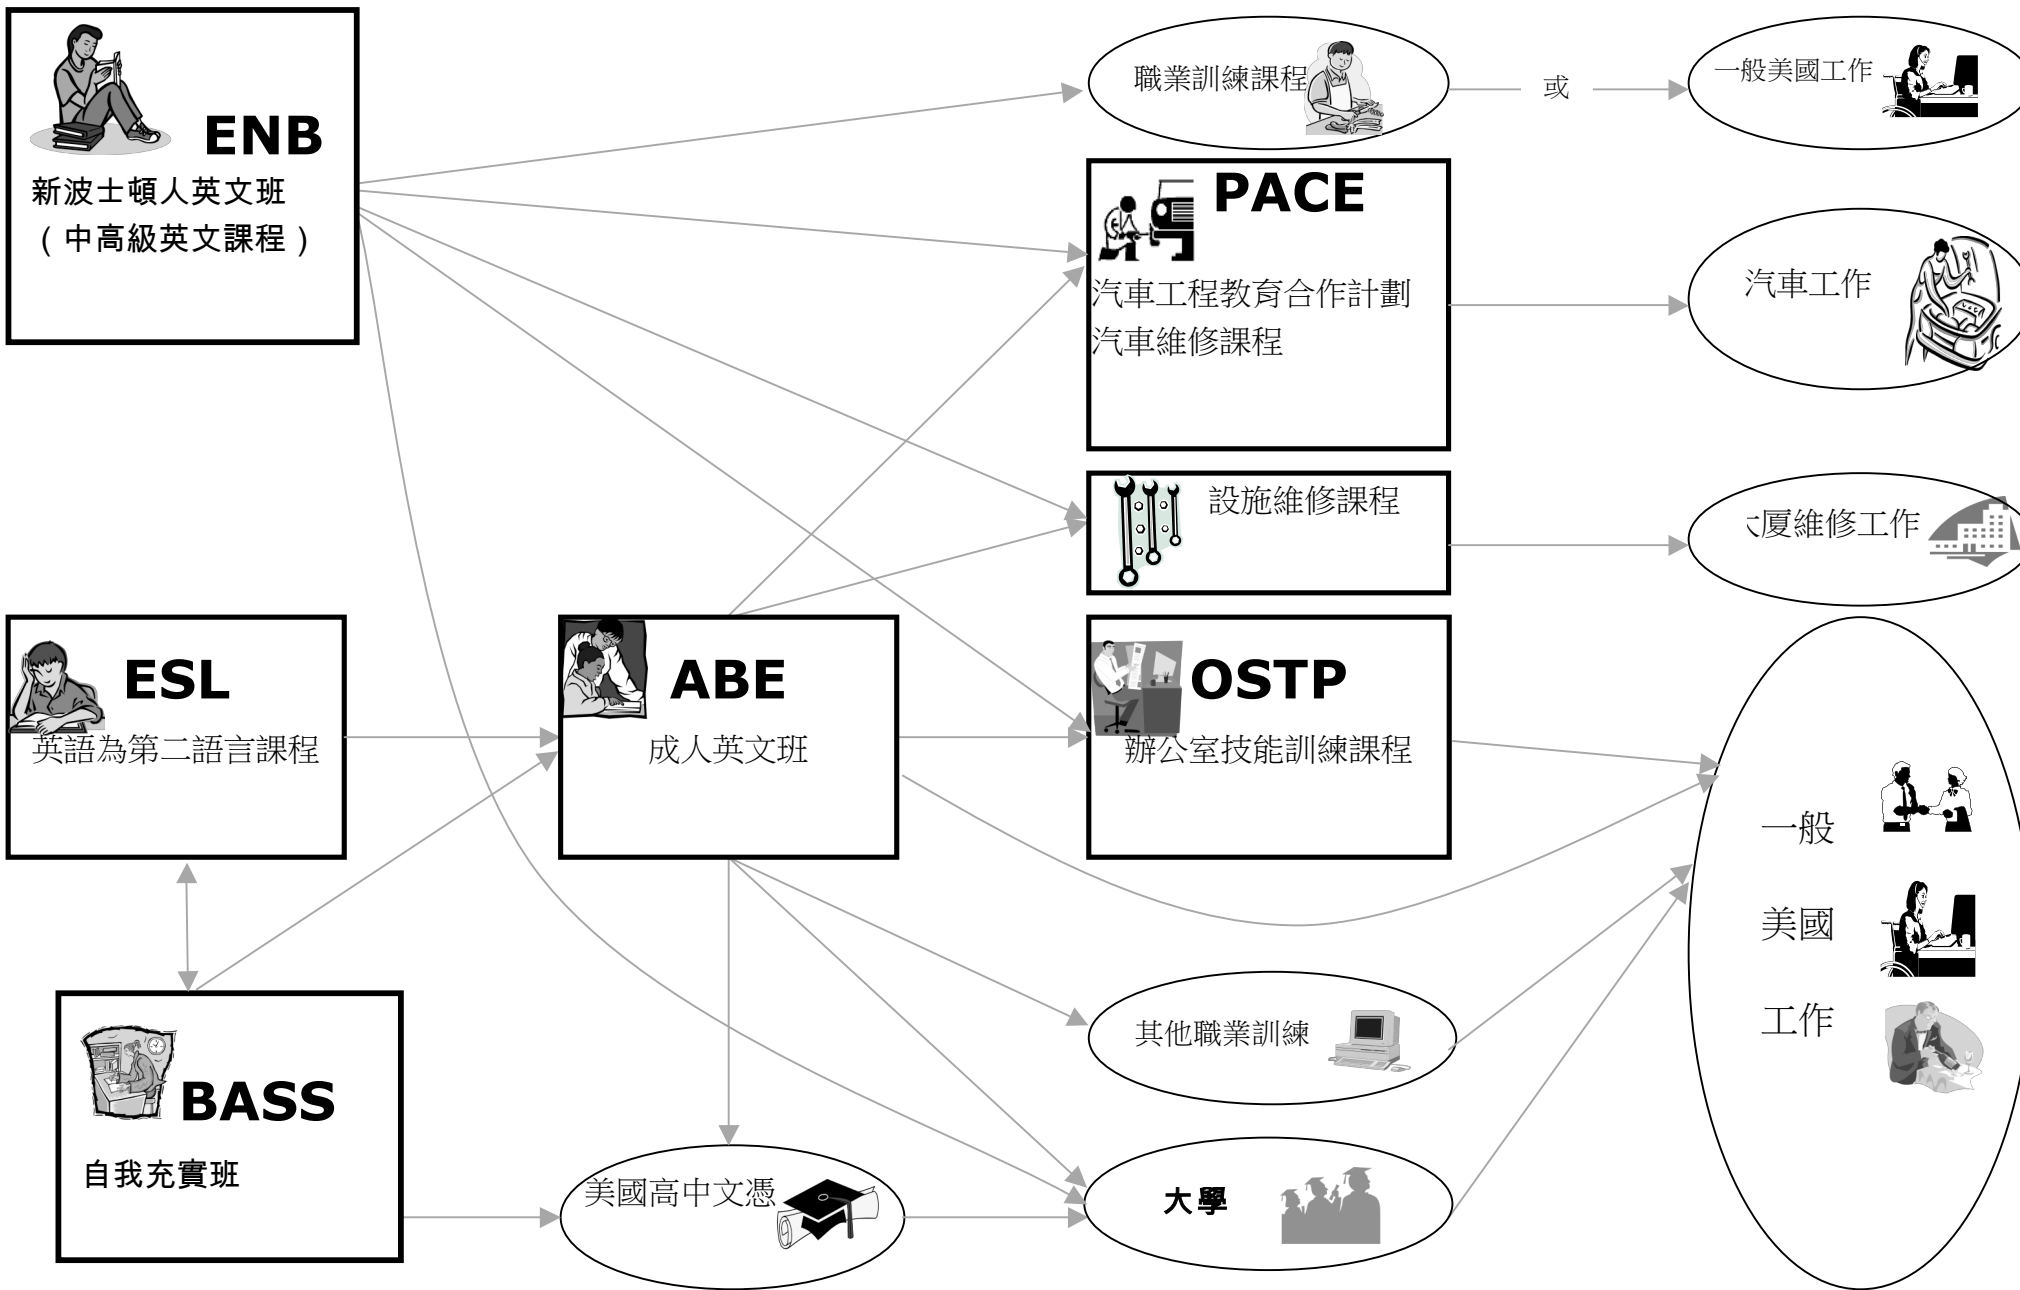 ENB
新波士頓人英文班
（中高級英文課程）
職業訓練課程
或
一般美國工作
PACE
汽車工程教育合作計劃
汽車維修課程
汽車工作
設施維修課程
厦維修工作
ESL
英語為第二語言課程
ABE
成人英文班
OSTP
辦公室技能訓練課程
一般
美國
工作
BASS
自我充實班
美國高中文憑
其他職業訓練
大學